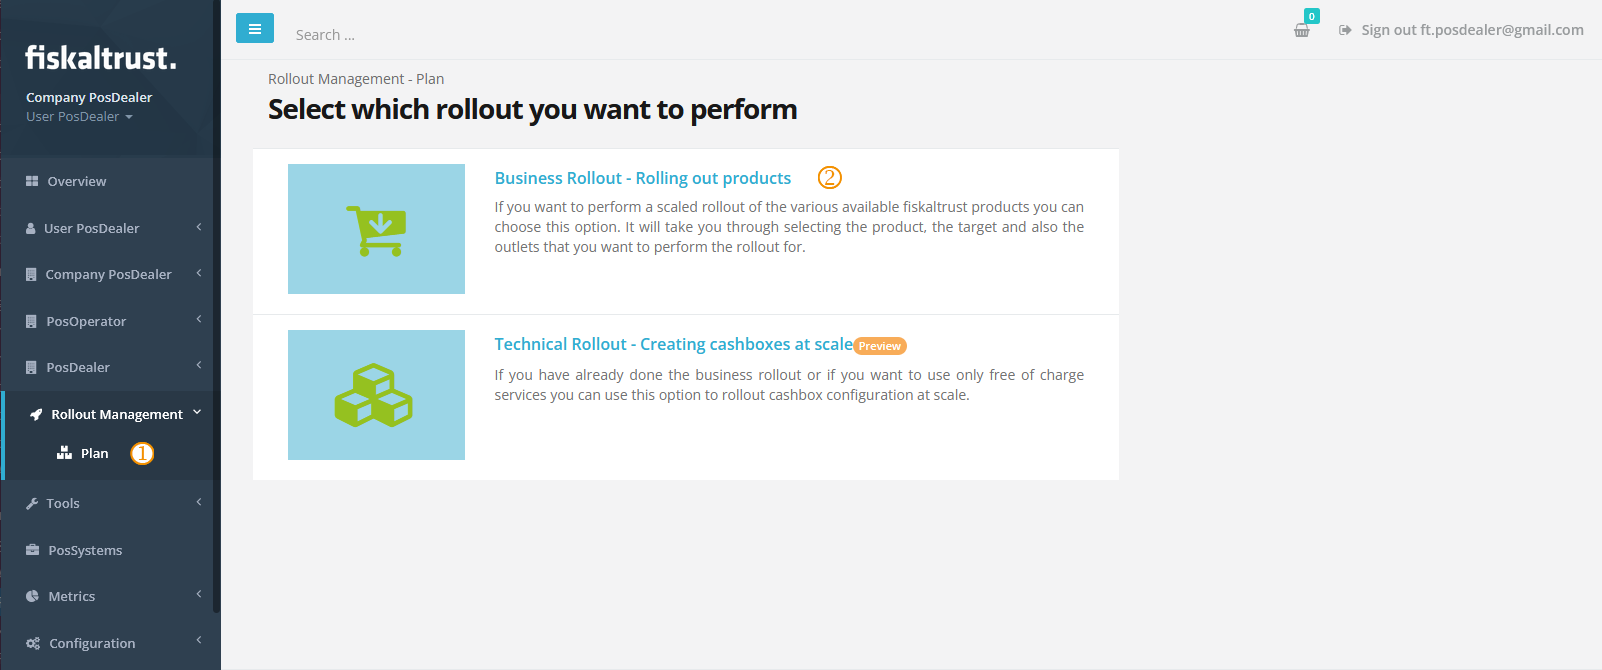 fiskaltrust.
Company PosDealer
User PosDealer
Overview
User PosDealer
Company PosDealer
PosOperator
PosDealer
Rollout Management
Plan
1
Tools
PosSystems
Metrics
Configuration
Search ...
0
Sign out ft.posdealer@gmail.com
Rollout Management - Plan
Select which rollout you want to perform
Business Rollout - Rolling out products
2
If you want to perform a scaled rollout of the various available fiskaltrust products you can
choose this option. It will take you through selecting the product, the target and also the
outlets that you want to perform the rollout for.
Technical Rollout - Creating cashboxes at scale Preview
If you have already done the business rollout or if you want to use only free of charge
services you can use this option to rollout cashbox configuration at scale.